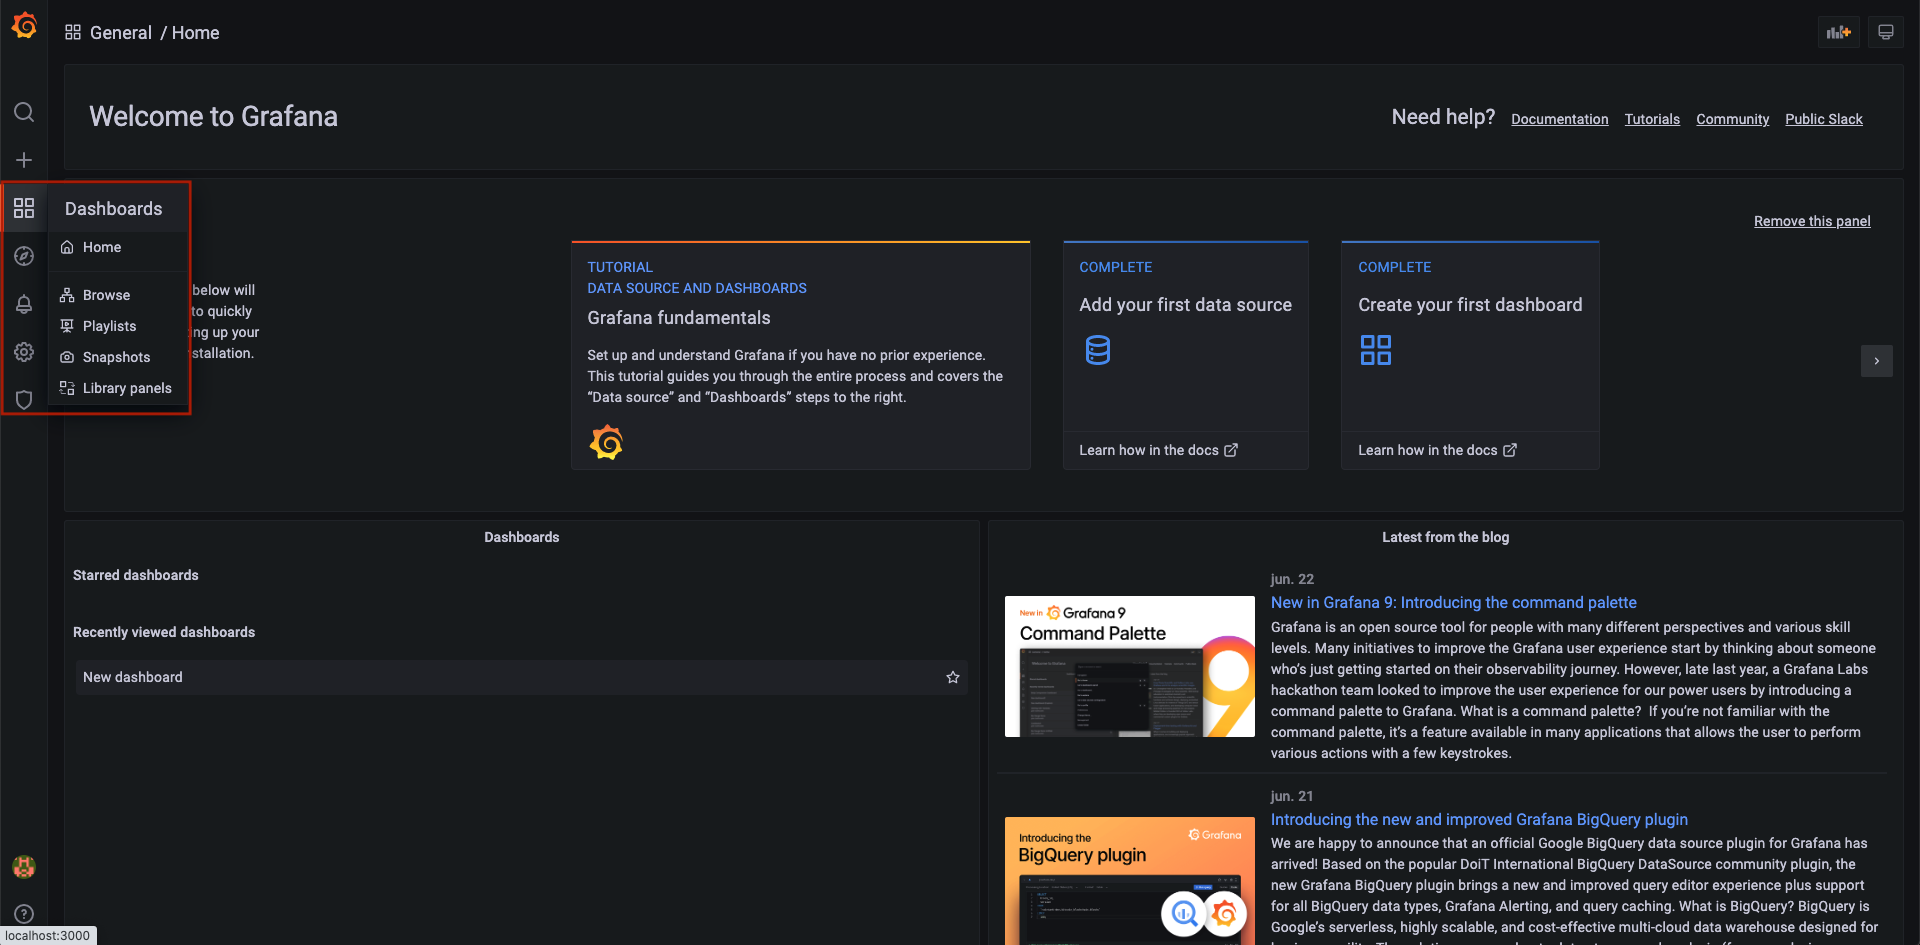 General / Home
Welcome to Grafana
Need help? Documentation Tutorials Community Public Slack
Dashboards
Home
Browse
Playlists
Snapshots
Library panels
below will
to quickly
ng up your
stallation.
Remove this panel
TUTORIAL
DATA SOURCE AND DASHBOARDS
Grafana fundamentals
Set up and understand Grafana if you have no prior experience.
This tutorial guides you through the entire process and covers the
“Data source” and ”Dashboards” steps to the right.
COMPLETE
Add your first data source
Learn how in the docs
COMPLETE
Create your first dashboard
Learn how in the docs
Dashboards
Starred dashboards
Recently viewed dashboards
New dashboard
Latest from the blog
New in Grafana 9
Command Palette
jun. 22
New in Grafana 9: Introducing the command palette
Grafana is an open source tool for people with many different perspectives and various skill
levels. Many initiatives to improve the Grafana user experience start by thinking about someone
who’s just getting started on their observability journey. However, late last year, a Grafana Labs
hackathon team looked to improve the user experience for our power users by introducing a
command palette to Grafana. What is a command palette? If you’re not familiar with the
command palette, it’s a feature available in many applications that allows the user to perform
various actions with a few keystrokes.
Introducing the
BigQuery plugin
Grafana
jun. 21
Introducing the new and improved Grafana BigQuery plugin
We are happy to announce that an official Google BigQuery data source plugin for Grafana has
arrived! Based on the popular DoiT International BigQuery DataSource community plugin, the
new Grafana BigQuery plugin brings a new and improved query editor experience plus support
for all BigQuery data types, Grafana Alerting, and query caching. What is BigQuery? BigQuery is
Google’s serverless, highly scalable, and cost-effective multi-cloud data warehouse designed for
localhost:3000